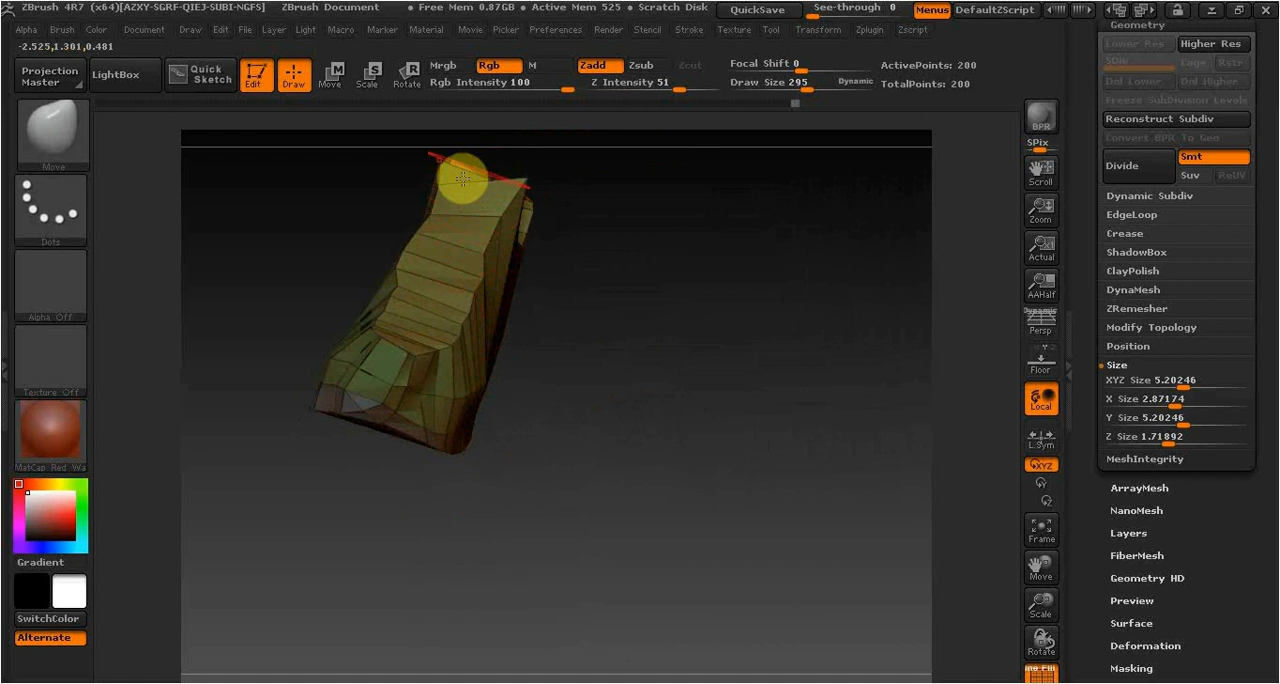 ZBrush 4R7 (x64)[AZXY-SGRF-QIEJ-SUBI-NGFS] ZBrush Document • Free Mem 0.87GB • Active Mem 525 • Scratch Disk QuickSave See-through 0 Menus DefaultZScript
Alpha Brush Color Document Draw Edit File Layer Light Macro Marker Material Movie Picker Preferences Render Stencil Stroke Texture Tool Transform Zplugin Zscript
-2.525,1.301,0.481
Projection Master
LightBox
Quick Sketch
Edit
Draw
Move
Scale
Rotate
Mrgb Rgb M
Rgb Intensity 100
Zadd Zsub Zcut
Z Intensity 51
Focal Shift 0
Draw Size 295 Dynamic
ActivePoints: 200
TotalPoints: 200
Move
Dots
Alpha Off
Texture Off
MatCap Red Wa
Gradient
SwitchColor
Alternate
BPR
SPix
Scroll
Zoom
Actual
AAHalf
Dynamic
Persp
Floor
Local
L.Sym
XYZ
Y
Z
Frame
Move
Scale
Rotate
Geometry
Lower Res Higher Res
SDiv Cage Rstr
Del Lower Del Higher
Freeze SubDivision Levels
Reconstruct Subdiv
Convert BPR To Geo
Divide
Smt
Suv ReUV
Dynamic Subdiv
EdgeLoop
Crease
ShadowBox
ClayPolish
DynaMesh
ZRemesher
Modify Topology
Position
Size
XYZ Size 5.20246
X Size 2.87174
Y Size 5.20246
Z Size 1.71892
MeshIntegrity
ArrayMesh
NanoMesh
Layers
FiberMesh
Geometry HD
Preview
Surface
Deformation
Masking